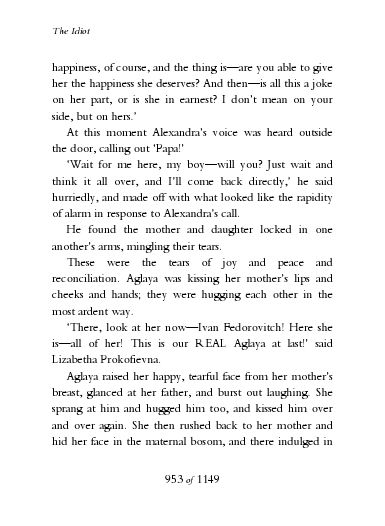 The Idiot
happiness, of course, and the thing is—are you able to give
her the happiness she deserves? And then—is all this a joke
on her part, or is she in earnest? I don't mean on your
side, but on hers.'
At this moment Alexandra's voice was heard outside
the door, calling out 'Papa!'
'Wait for me here, my boy—will you? Just wait and
think it all over, and I'll come back directly,' he said
hurriedly, and made off with what looked like the rapidity
of alarm in response to Alexandra's call.
He found the mother and daughter locked in one
another's arms, mingling their tears.
These were the tears of joy and peace and
reconciliation. Aglaya was kissing her mother's lips and
cheeks and hands; they were hugging each other in the
most ardent way.
'There, look at her now—Ivan Fedorovitch! Here she
is—all of her! This is our REAL Aglaya at last!' said
Lizabetha Prokofievna.
Aglaya raised her happy, tearful face from her mother's
breast, glanced at her father, and burst out laughing. She
sprang at him and hugged him too, and kissed him over
and over again. She then rushed back to her mother and
hid her face in the maternal bosom, and there indulged in
953 of 1149